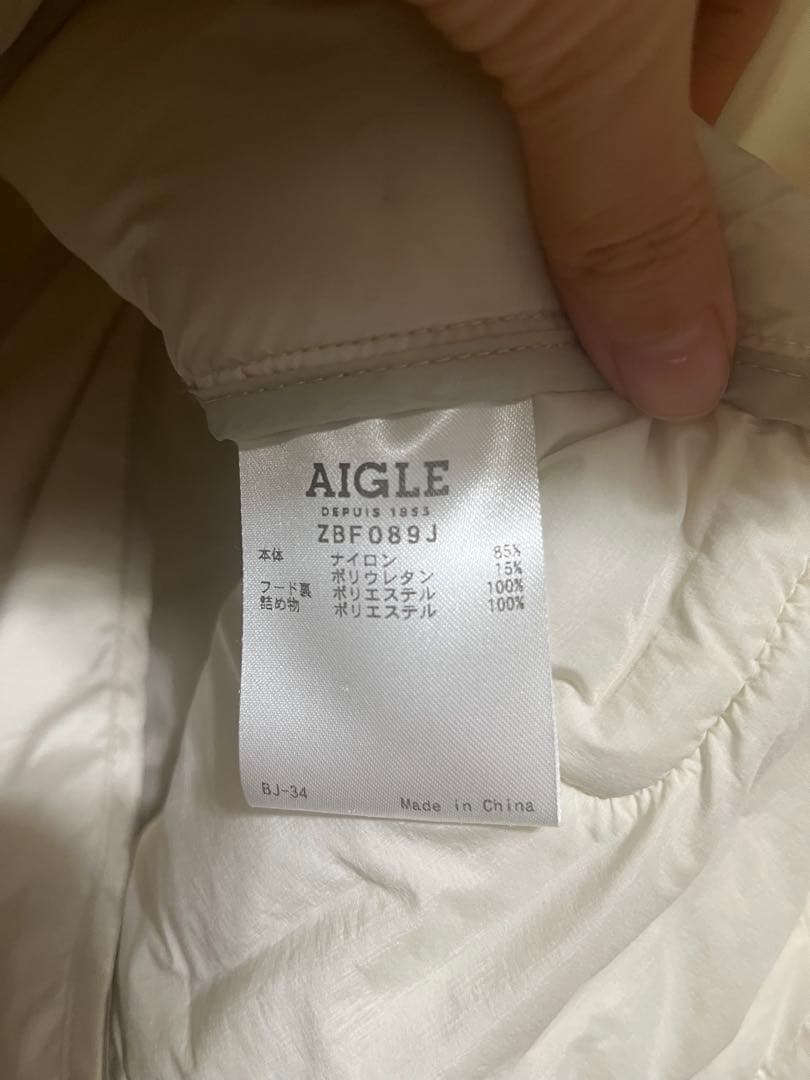 AIGLE
DEPUIS 1853
ZBF089J
本体 ナイロン 85%
ポリウレタン 15%
フード裏 ポリエステル 100%
詰め物 ポリエステル 100%
BJ-34
Made in China